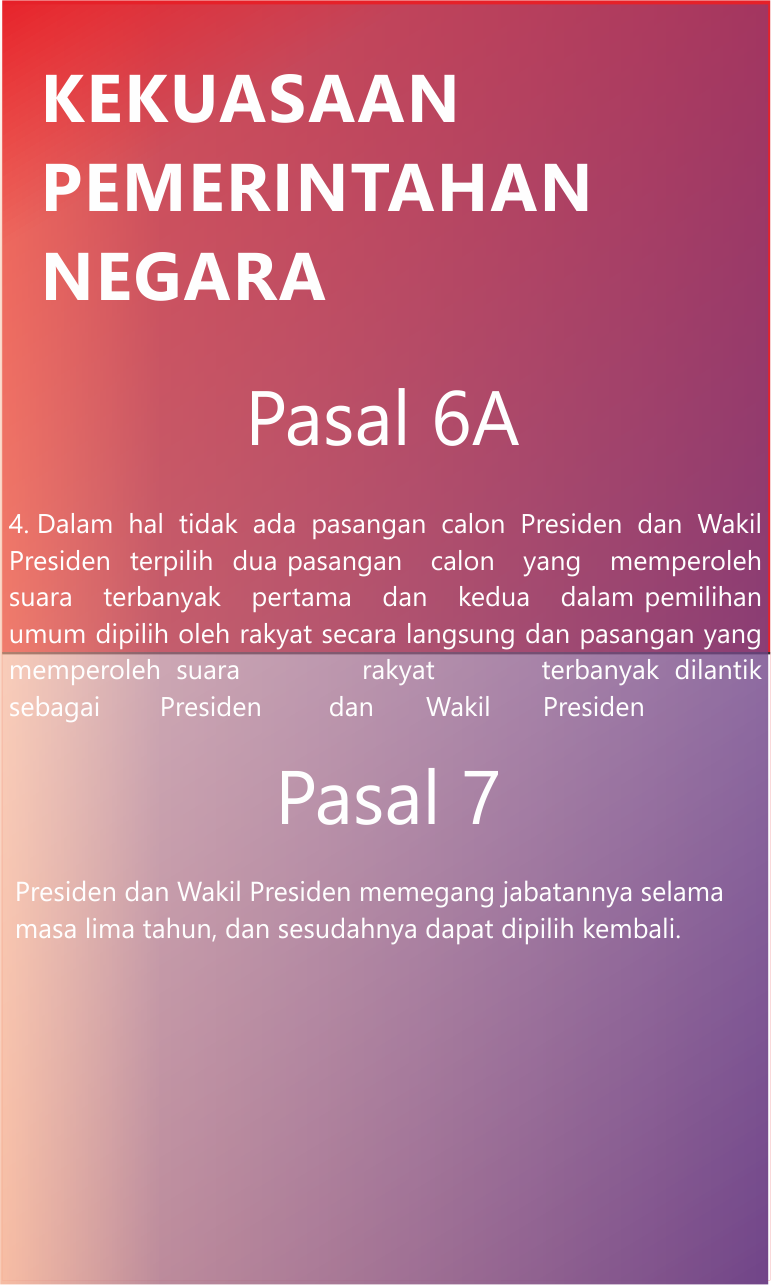 KEKUASAAN
PEMERINTAHAN
NEGARA
Pasal 6A
4. Dalam hal tidak ada pasangan calon Presiden dan Wakil
Presiden terpilih dua pasangan calon yang memperoleh
suara terbanyak pertama dan kedua dalam pemilihan
umum dipilih oleh rakyat secara langsung dan pasangan yang
memperoleh suara rakyat terbanyak dilantik
sebagai Presiden dan Wakil Presiden
Pasal 7
Presiden dan Wakil Presiden memegang jabatannya selama
masa lima tahun, dan sesudahnya dapat dipilih kembali.